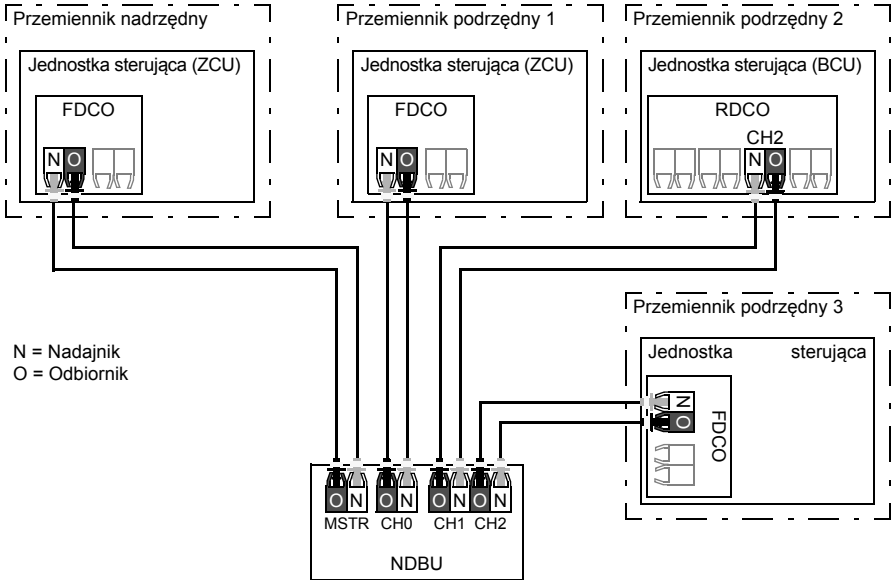 Przemiennik nadrzędny
Jednostka sterująca (ZCU)
FDCO
N O
Przemiennik podrzędny 1
Jednostka sterująca (ZCU)
FDCO
N O
Przemiennik podrzędny 2
Jednostka sterująca (BCU)
RDCO
CH2
N O
N = Nadajnik
O = Odbiornik
Przemiennik podrzędny 3
Jednostka sterująca
N
O
FDCO
O N O N O N O N
MSTR CH0 CH1 CH2
NDBU